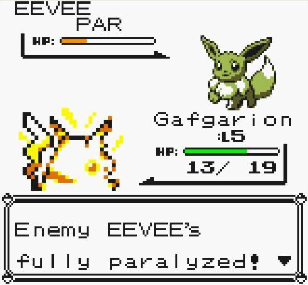 EEVEE
PAR
HP:
Gafgarion
:L5
HP:
13/ 19
Enemy EEVEE's
fully paralyzed!